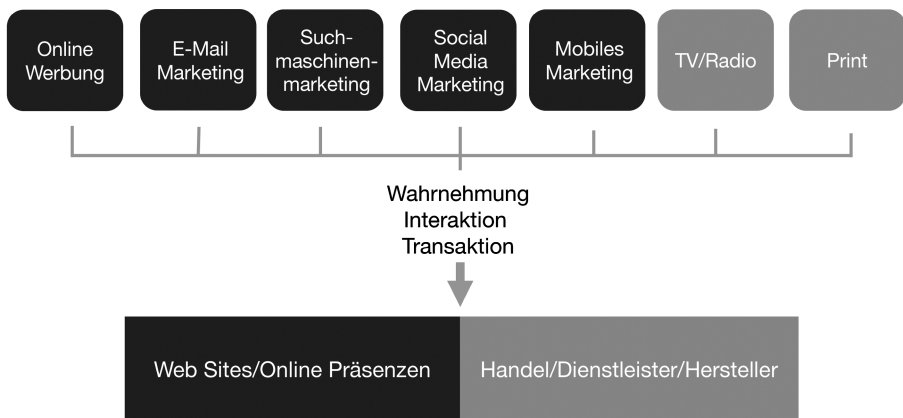 Online
Werbung
E-Mail
Marketing
Such-
maschinen-
marketing
Social
Media
Marketing
Mobiles
Marketing
TV/Radio
Print
Wahrnehmung
Interaktion
Transaktion
Web Sites/Online Präsenzen
Handel/Dienstleister/Hersteller